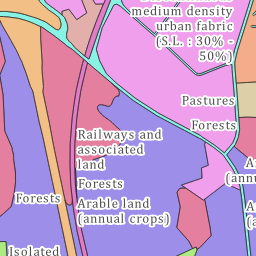 medium density
urban fabric
(S.L. : 30% -
50%)
Pastures
Forests
Railways and
associated
land
Forests
Arable land
(annual crops)
Forests
Isolated